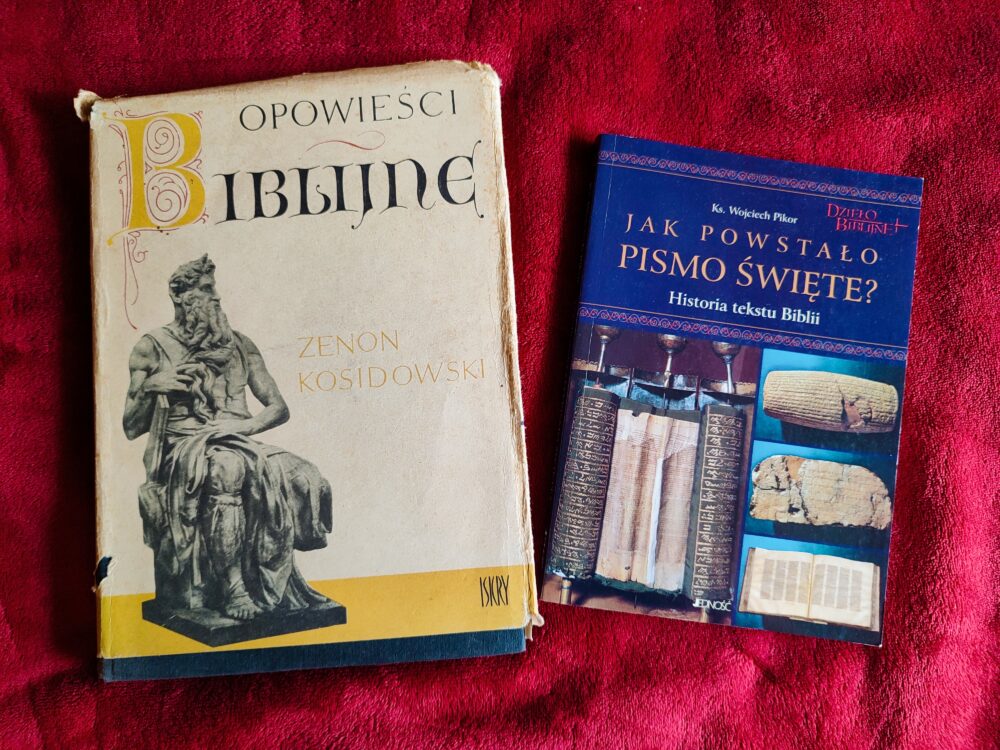 OPOWIEŚCI
BIBLIJNE
ZENON
KOSIDOWSKI
ISKRY
Ks. Wojciech Pikor
DZIEŁO
BIBLIJNE
JAK POWSTAŁO
PISMO ŚWIĘTE?
Historia tekstu Biblii
JEDNOŚĆ